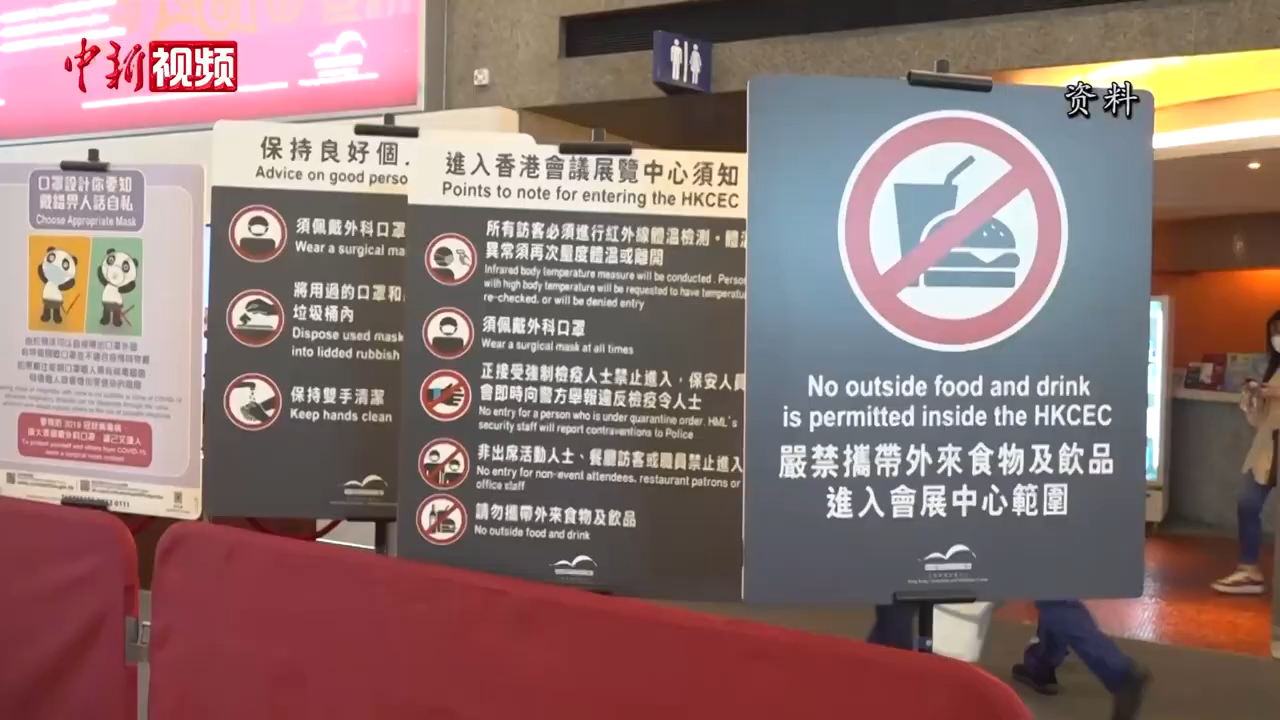 中新视频
资料
口罩設計你要知
戴錯界人話自私
Choose Appropriate Mask
保持良好個
Advice on good perso
須佩戴外科口罩
Wear a surgical ma
將用過的口罩和
垃圾桶內
Dispose used mask
into lidded rubbish
保持雙手清潔
Keep hands clean
進入香港會議展覽中心須知
Points to note for entering the HKCEC
所有訪客必須進行紅外線體溫檢測。體溫
異常須再次量度體溫或離開
Infrared body temperature measure will be conducted. Person
with high body temperature will be requested to have temperatu
re-checked, or will be denied entry
須佩戴外科口罩
Wear a surgical mask at all times
正接受強制檢疫人士禁止進入，保安人員
會即時向警方舉報違反檢疫令人士
No entry for a person who is under quarantine order. HML's
security staff will report contraventions to Police
非出席活動人士、餐廳訪客或職員禁止進入
No entry for non-event attendees, restaurant patrons or
office staff
請勿攜帶外來食物及飲品
No outside food and drink
No outside food and drink
is permitted inside the HKCEC
嚴禁攜帶外來食物及飲品
進入會展中心範圍